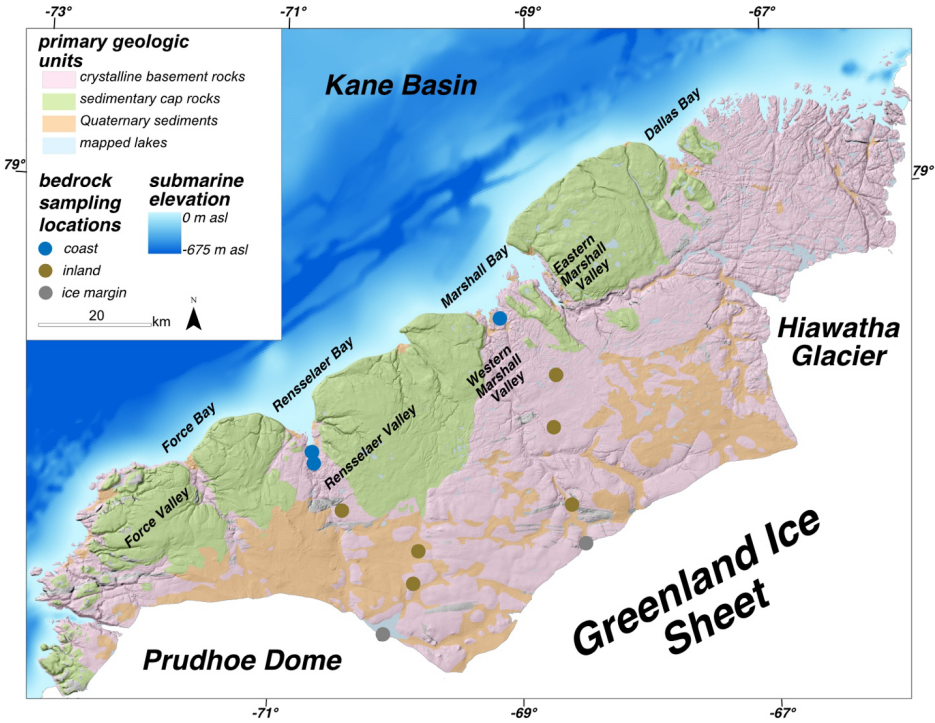 -73°
-71°
-69°
-67°
primary geologic
units
crystalline basement rocks
sedimentary cap rocks
Quaternary sediments
mapped lakes
bedrock
sampling
locations
coast
inland
ice margin
submarine
elevation
0 m asl
-675 m asl
N
20
km
79°
79°
Kane Basin
Dallas Bay
Eastern
Marshall
Valley
Marshall Bay
Hiawatha
Glacier
Western
Marshall
Valley
Rensselaer Bay
Rensselaer Valley
Force Bay
Force Valley
Greenland Ice
Sheet
Prudhoe Dome
-71°
-69°
-67°